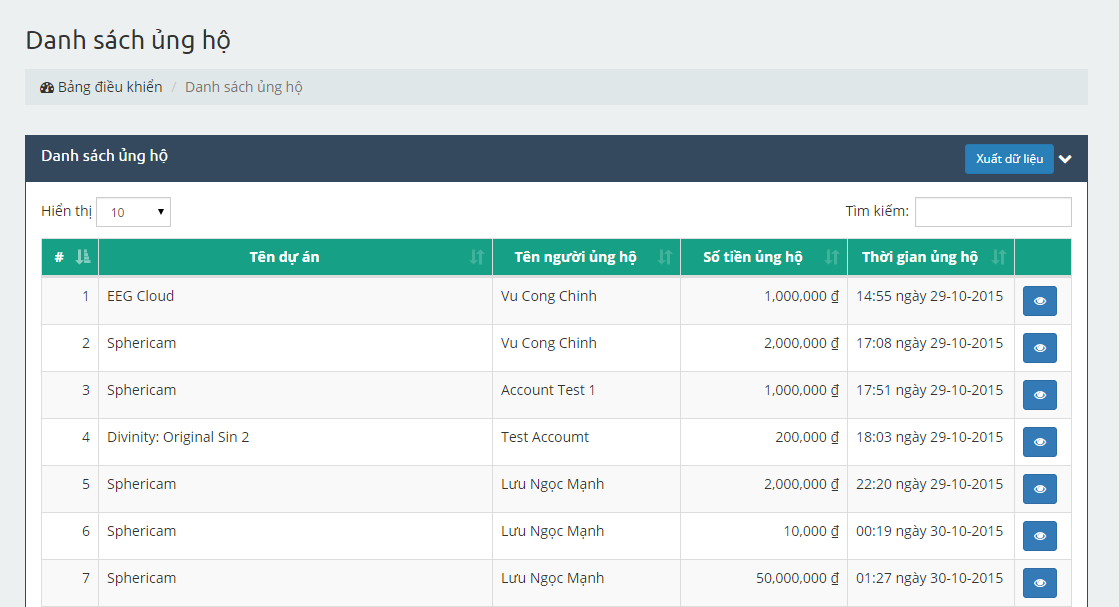 Danh sách ủng hộ
Bảng điều khiển / Danh sách ủng hộ
Danh sách ủng hộ Xuất dữ liệu
Hiển thị 10 Tìm kiếm:
# Tên dự án Tên người ủng hộ Số tiền ủng hộ Thời gian ủng hộ
1 EEG Cloud Vu Cong Chinh 1,000,000 ₫ 14:55 ngày 29-10-2015
2 Sphericam Vu Cong Chinh 2,000,000 ₫ 17:08 ngày 29-10-2015
3 Sphericam Account Test 1 1,000,000 ₫ 17:51 ngày 29-10-2015
4 Divinity: Original Sin 2 Test Accoumt 200,000 ₫ 18:03 ngày 29-10-2015
5 Sphericam Lưu Ngọc Mạnh 2,000,000 ₫ 22:20 ngày 29-10-2015
6 Sphericam Lưu Ngọc Mạnh 10,000 ₫ 00:19 ngày 30-10-2015
7 Sphericam Lưu Ngọc Mạnh 50,000,000 ₫ 01:27 ngày 30-10-2015